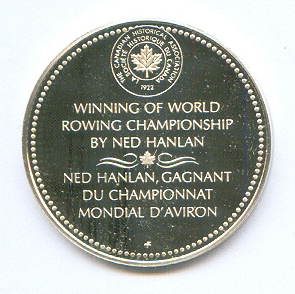 THE CANADIAN HISTORICAL ASSOCIATION
LA SOCIÉTÉ HISTORIQUE DU CANADA
1922
WINNING OF WORLD
ROWING CHAMPIONSHIP
BY NED HANLAN
NED HANLAN, GAGNANT
DU CHAMPIONNAT
MONDIAL D'AVIRON